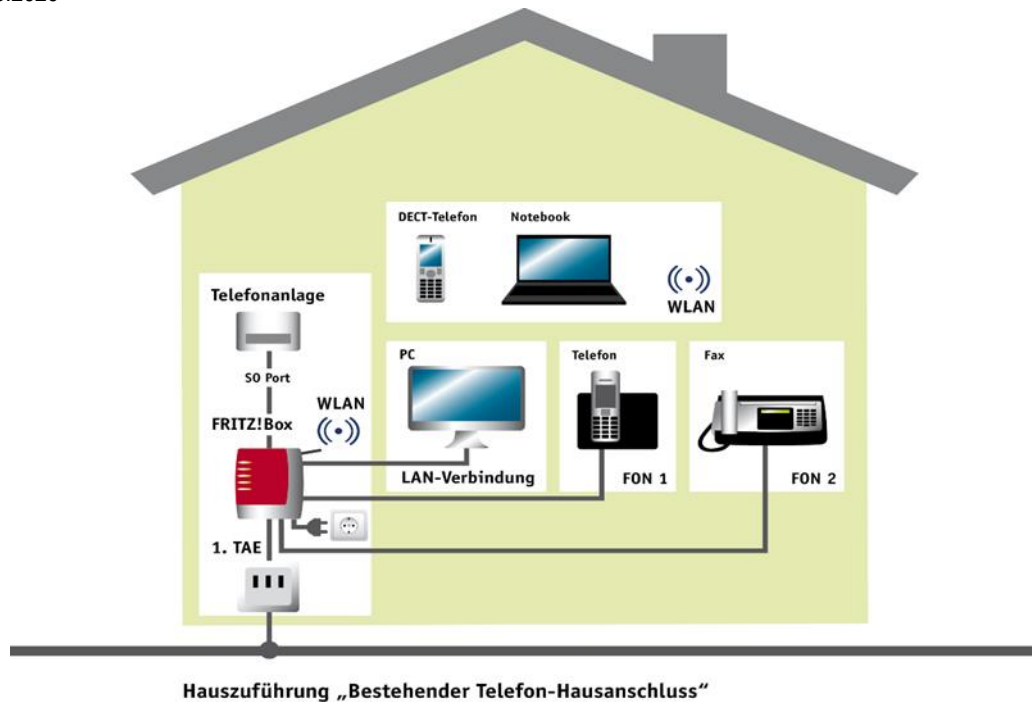 DECT-Telefon
Notebook
WLAN
Telefonanlage
SO Port
FRITZ!Box
WLAN
PC
LAN-Verbindung
Telefon
FON 1
Fax
FON 2
1. TAE
Hauszuführung „Bestehender Telefon-Hausanschluss“